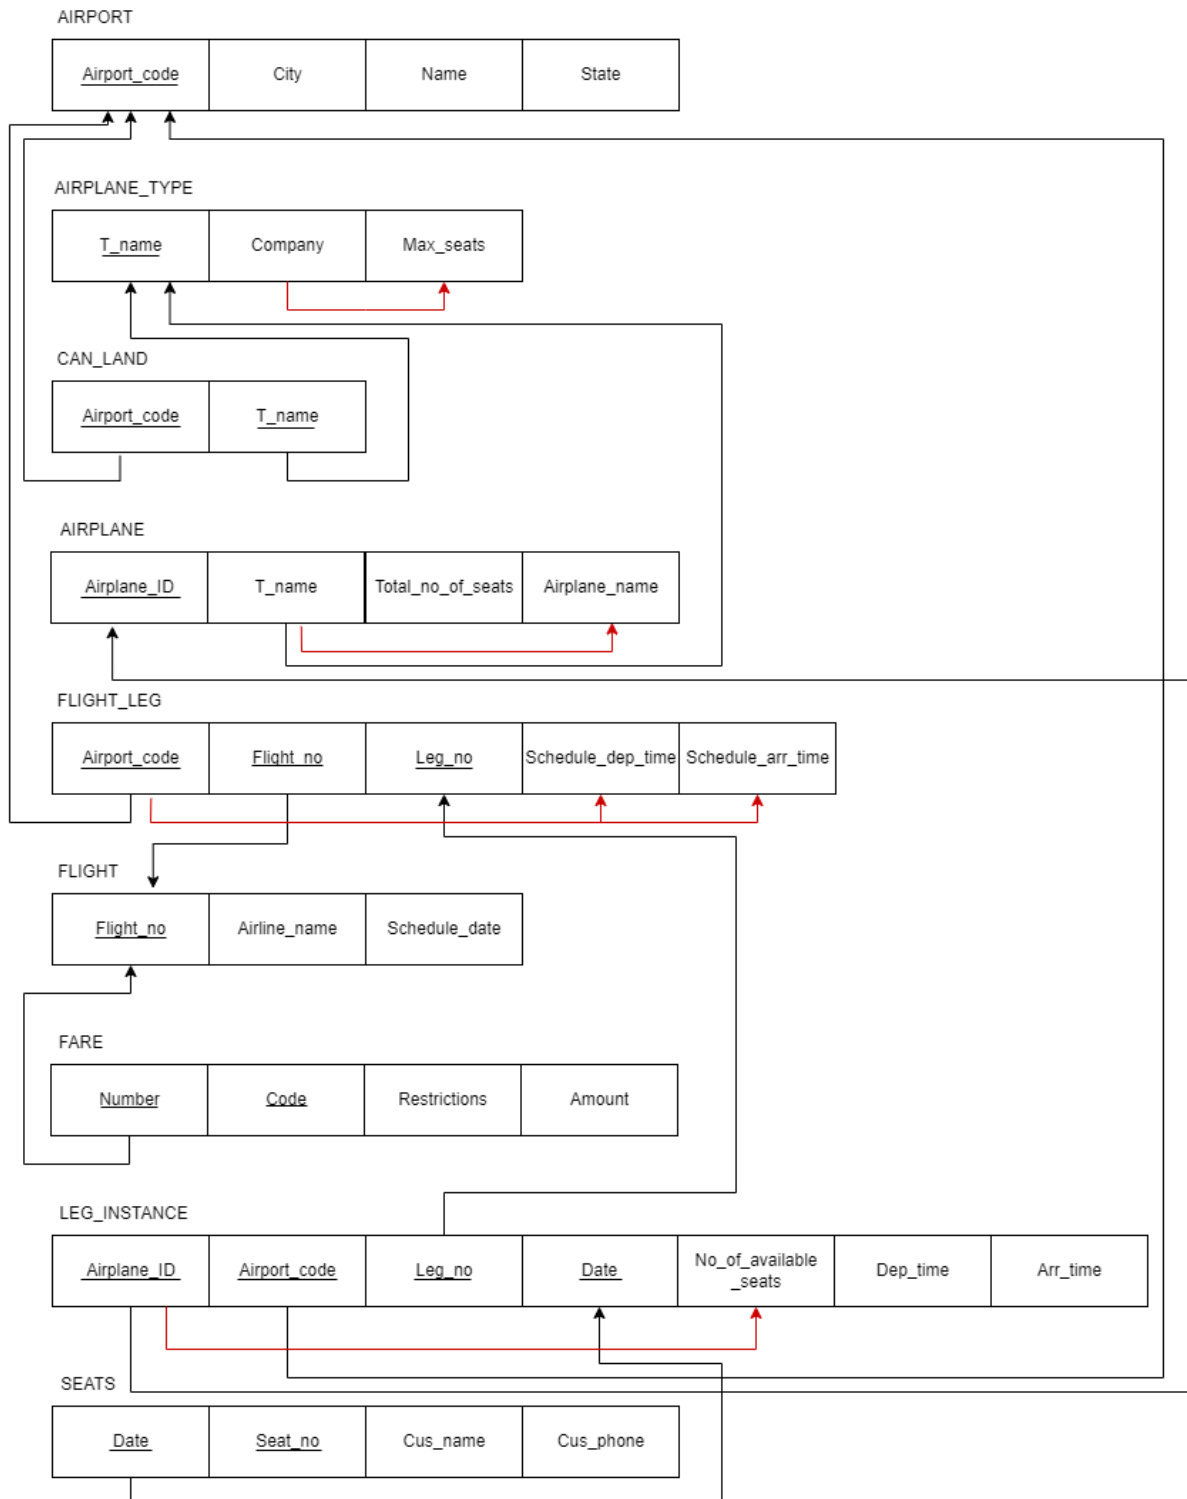 AIRPORT
Airport_code City Name State
AIRPLANE_TYPE
T_name Company Max_seats
CAN_LAND
Airport_code T_name
AIRPLANE
Airplane_ID T_name Total_no_of_seats Airplane_name
FLIGHT_LEG
Airport_code Flight_no Leg_no Schedule_dep_time Schedule_arr_time
FLIGHT
Flight_no Airline_name Schedule_date
FARE
Number Code Restrictions Amount
LEG_INSTANCE
Airplane_ID Airport_code Leg_no Date No_of_available
_seats Dep_time Arr_time
SEATS
Date Seat_no Cus_name Cus_phone